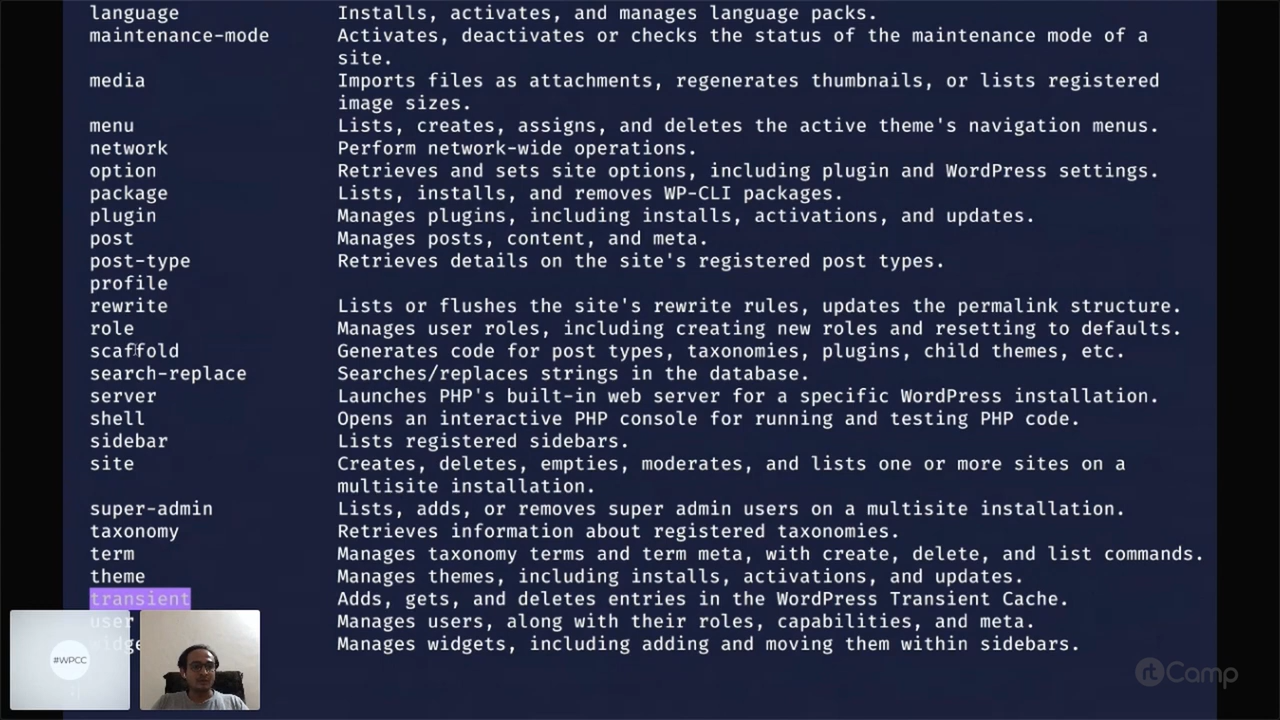 language Installs, activates, and manages language packs.
maintenance-mode Activates, deactivates or checks the status of the maintenance mode of a
site.
media Imports files as attachments, regenerates thumbnails, or lists registered
image sizes.
menu Lists, creates, assigns, and deletes the active theme's navigation menus.
network Perform network-wide operations.
option Retrieves and sets site options, including plugin and WordPress settings.
package Lists, installs, and removes WP-CLI packages.
plugin Manages plugins, including installs, activations, and updates.
post Manages posts, content, and meta.
post-type Retrieves details on the site's registered post types.
profile
rewrite Lists or flushes the site's rewrite rules, updates the permalink structure.
role Manages user roles, including creating new roles and resetting to defaults.
scaffold Generates code for post types, taxonomies, plugins, child themes, etc.
search-replace Searches/replaces strings in the database.
server Launches PHP's built-in web server for a specific WordPress installation.
shell Opens an interactive PHP console for running and testing PHP code.
sidebar Lists registered sidebars.
site Creates, deletes, empties, moderates, and lists one or more sites on a
multisite installation.
super-admin Lists, adds, or removes super admin users on a multisite installation.
taxonomy Retrieves information about registered taxonomies.
term Manages taxonomy terms and term meta, with create, delete, and list commands.
theme Manages themes, including installs, activations, and updates.
transient Adds, gets, and deletes entries in the WordPress Transient Cache.
user Manages users, along with their roles, capabilities, and meta.
Manages widgets, including adding and moving them within sidebars.
#WPCC
rtCamp